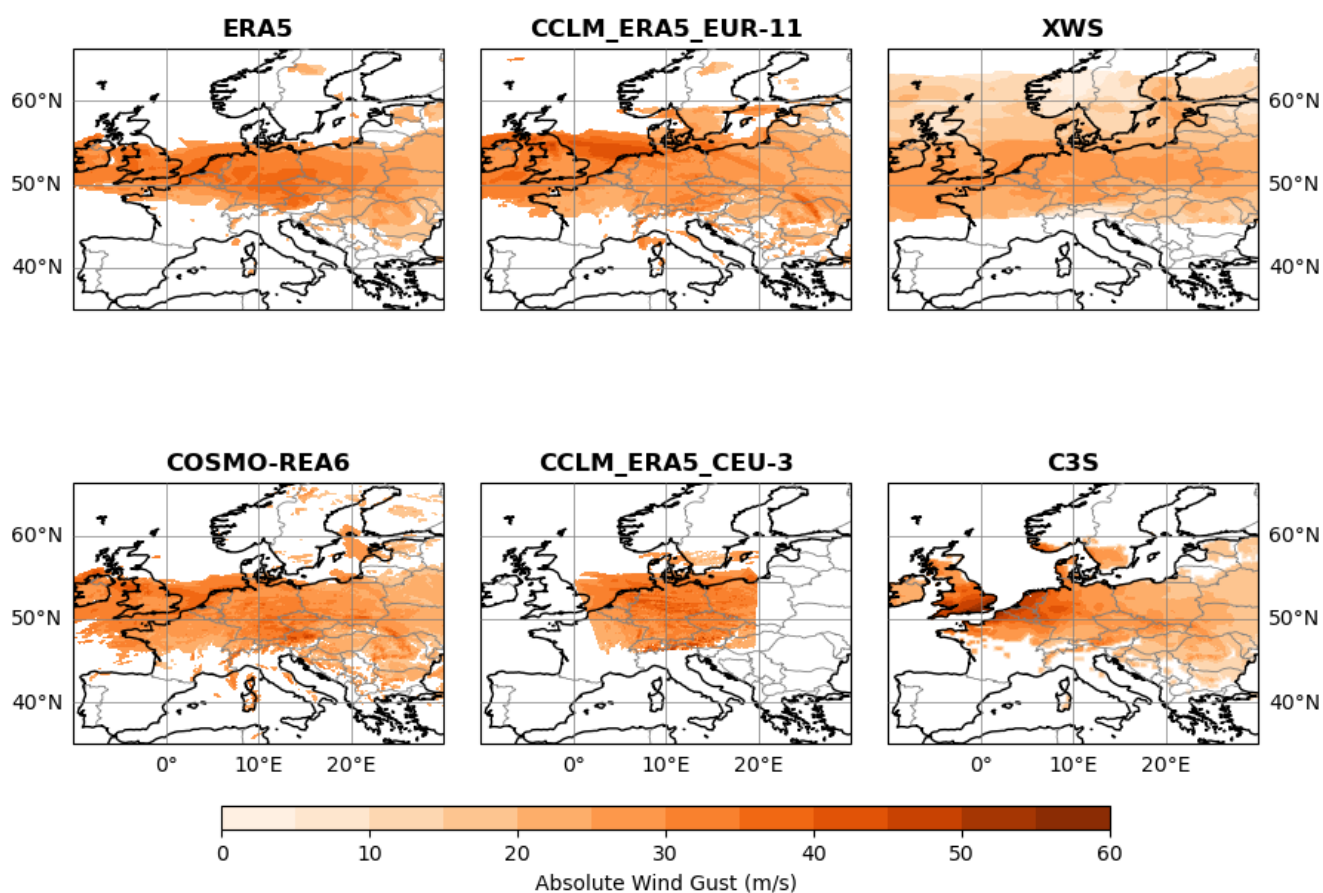 ERA5 CCLM_ERA5_EUR-11 XWS
60°N 60°N
50°N 50°N
40°N 40°N
COSMO-REA6 CCLM_ERA5_CEU-3 C3S
60°N 60°N
50°N 50°N
40°N 40°N
0° 10°E 20°E 0° 10°E 20°E 0° 10°E 20°E
0 10 20 30 40 50 60
Absolute Wind Gust (m/s)